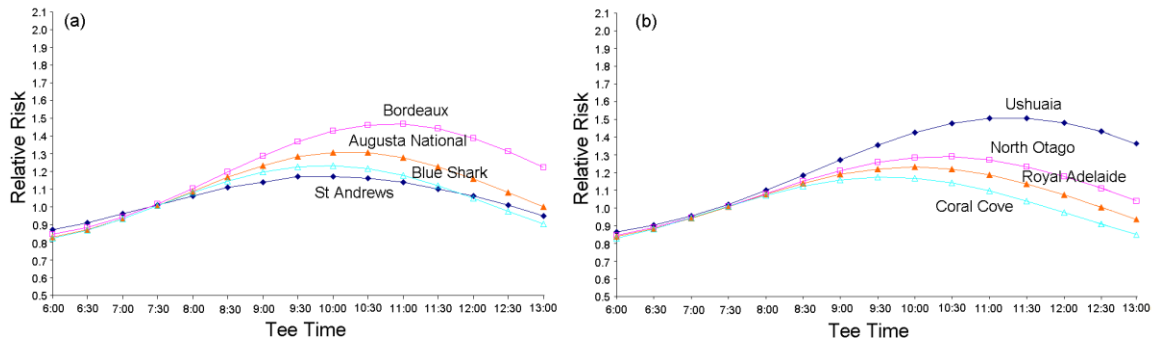 (a)
Relative Risk
2.1
2.0
1.9
1.8
1.7
1.6
1.5
1.4
1.3
1.2
1.1
1.0
0.9
0.8
0.7
0.6
0.5
Bordeaux
Augusta National
Blue Shark
St Andrews
6:00 6:30 7:00 7:30 8:00 8:30 9:00 9:30 10:00 10:30 11:00 11:30 12:00 12:30 13:00
Tee Time
(b)
Relative Risk
2.1
2.0
1.9
1.8
1.7
1.6
1.5
1.4
1.3
1.2
1.1
1.0
0.9
0.8
0.7
0.6
0.5
Ushuaia
North Otago
Royal Adelaide
Coral Cove
6:00 6:30 7:00 7:30 8:00 8:30 9:00 9:30 10:00 10:30 11:00 11:30 12:00 12:30 13:00
Tee Time